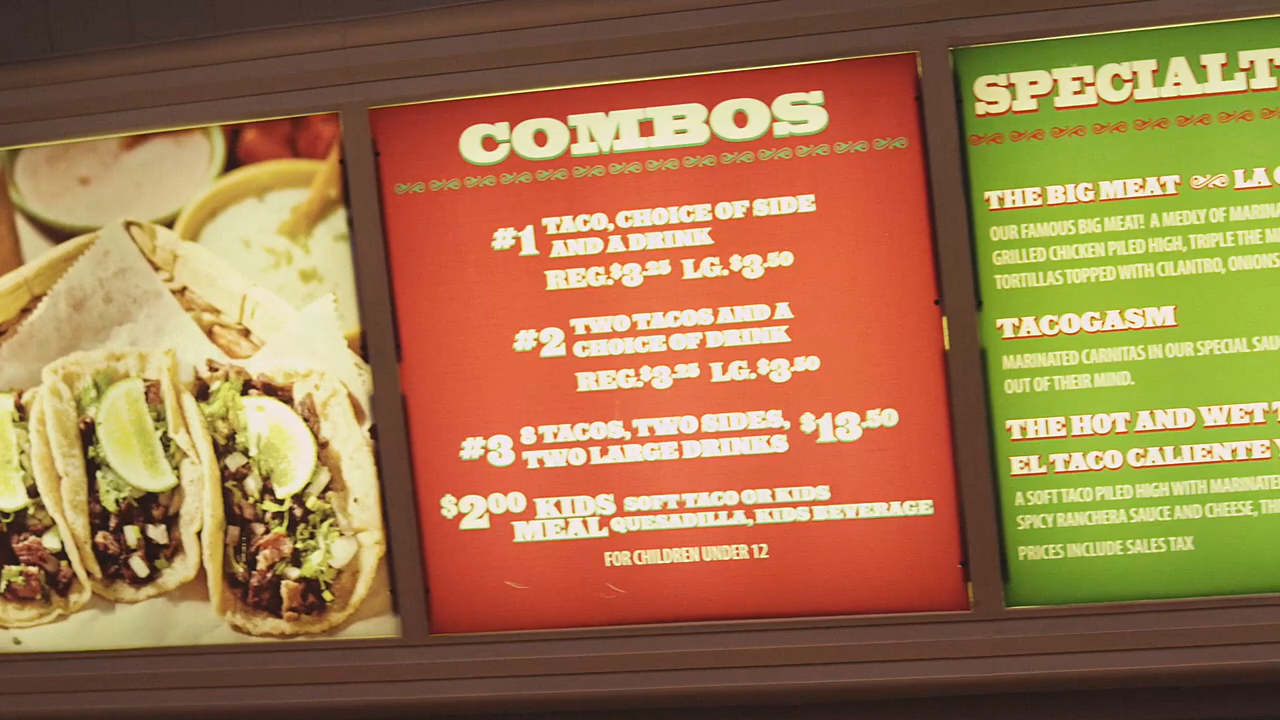 COMBOS
#1 TACO, CHOICE OF SIDE
AND A DRINK
REG. $3.25 LG. $3.50
#2 TWO TACOS AND A
CHOICE OF DRINK
REG. $3.25 LG. $3.50
#3 8 TACOS, TWO SIDES, $13.50
TWO LARGE DRINKS
$2.00 KIDS SOFT TACO OR KIDS
MEAL QUESADILLA, KIDS BEVERAGE
FOR CHILDREN UNDER 12
SPECIALT
THE BIG MEAT LA
OUR FAMOUS BIG MEAT! A MEDLY OF MARINA
GRILLED CHICKEN PILED HIGH, TRIPLE THE
TORTILLAS TOPPED WITH CILANTRO, ONIONS
TACOGASM
MARINATED CARNITAS IN OUR SPECIAL SAU
OUT OF THEIR MIND.
THE HOT AND WET
EL TACO CALIENTE
A SOFT TACO PILED HIGH WITH MARINATE
SPICY RANCHERA SAUCE AND CHEESE, TH
PRICES INCLUDE SALES TAX